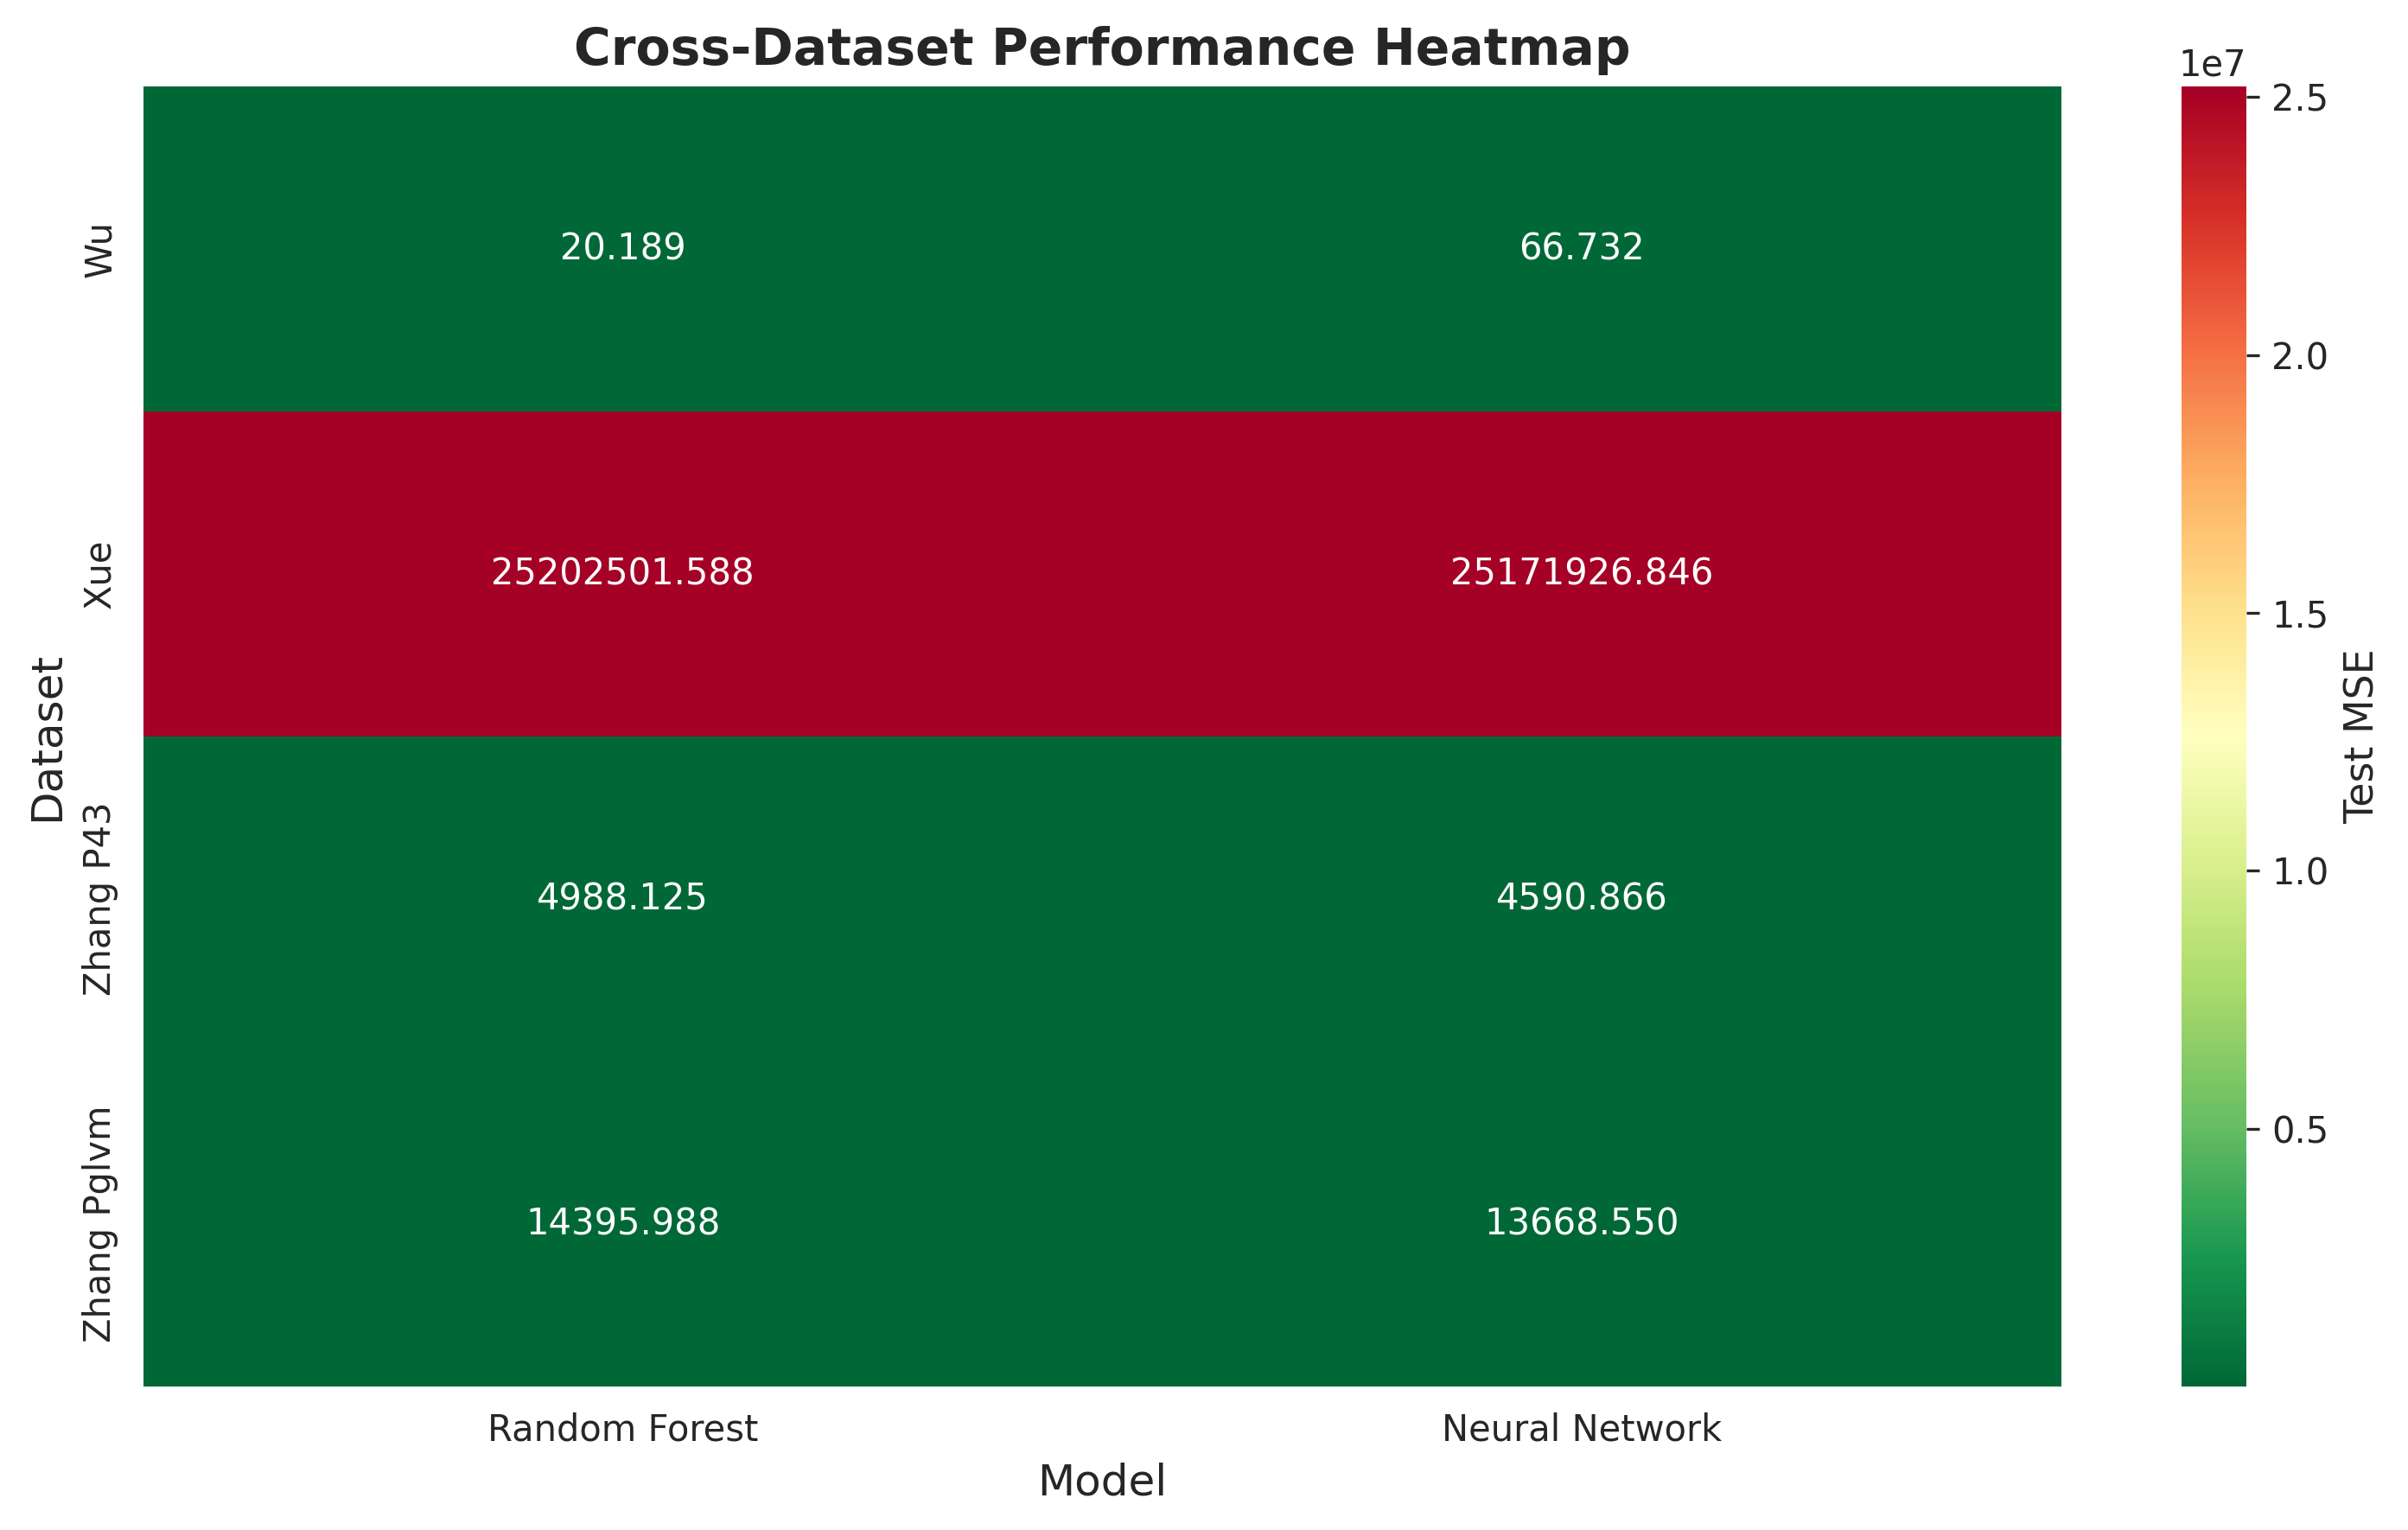 Cross-Dataset Performance Heatmap
1e7
Wu
20.189
66.732
Xue
25202501.588
25171926.846
Zhang P43
4988.125
4590.866
Zhang Pglvm
14395.988
13668.550
Dataset
Random Forest
Neural Network
Model
2.5
2.0
1.5
1.0
0.5
Test MSE